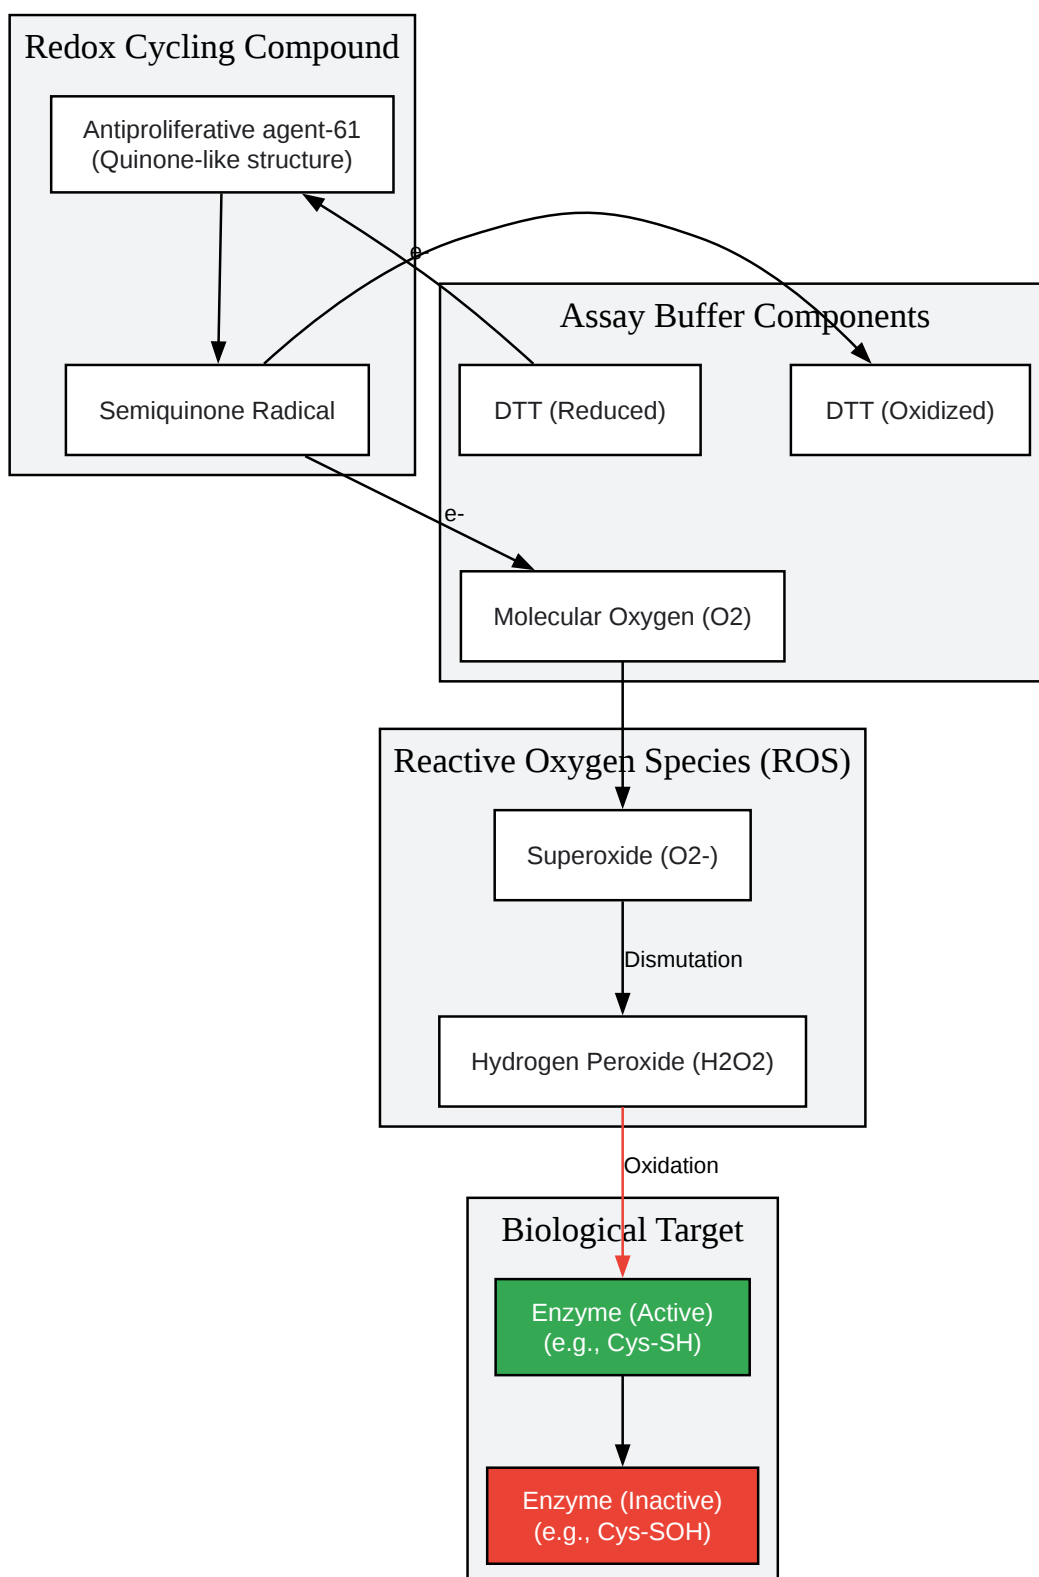 Redox Cycling Compound
Antiproliferative agent-61
(Quinone-like structure)
e-
Assay Buffer Components
Semiquinone Radical
DTT (Reduced)
DTT (Oxidized)
e-
Molecular Oxygen (O2)
Reactive Oxygen Species (ROS)
Superoxide (O2-)
Dismutation
Hydrogen Peroxide (H2O2)
Oxidation
Biological Target
Enzyme (Active)
(e.g., Cys-SH)
Enzyme (Inactive)
(e.g., Cys-SOH)